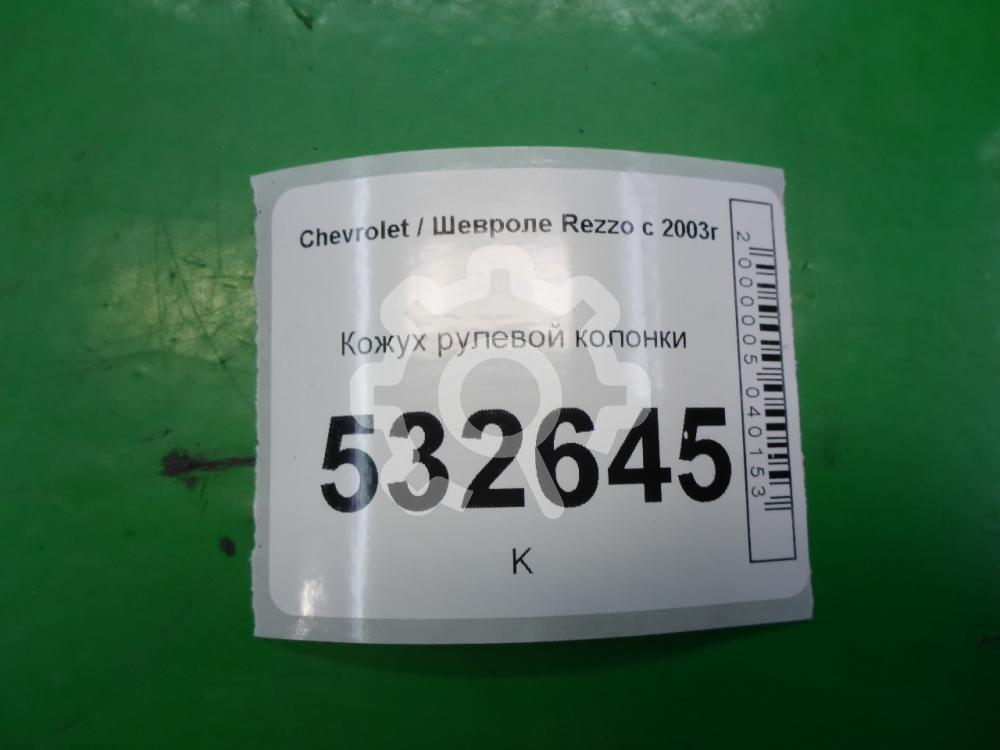 Chevrolet / Шевроле Rezzo с 2003г
Кожух рулевой колонки
532645
К
2000005040153